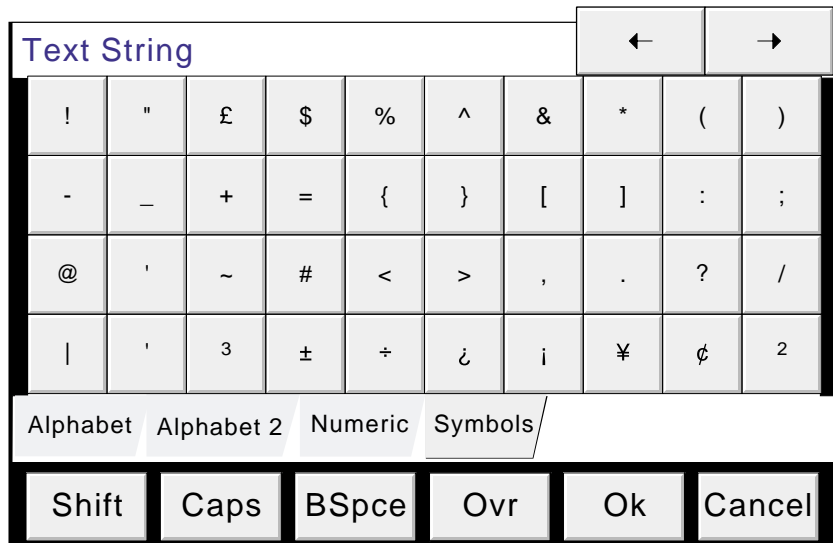 Text String ← →
! " £ $ % ^ & * ( )
- _ + = { } [ ] : ;
@ ' ~ # < > , . ? /
| ' ³ ± ÷ ¿ ¡ ¥ ¢ ²
Alphabet Alphabet 2 Numeric Symbols
Shift Caps BSpce Ovr Ok Cancel